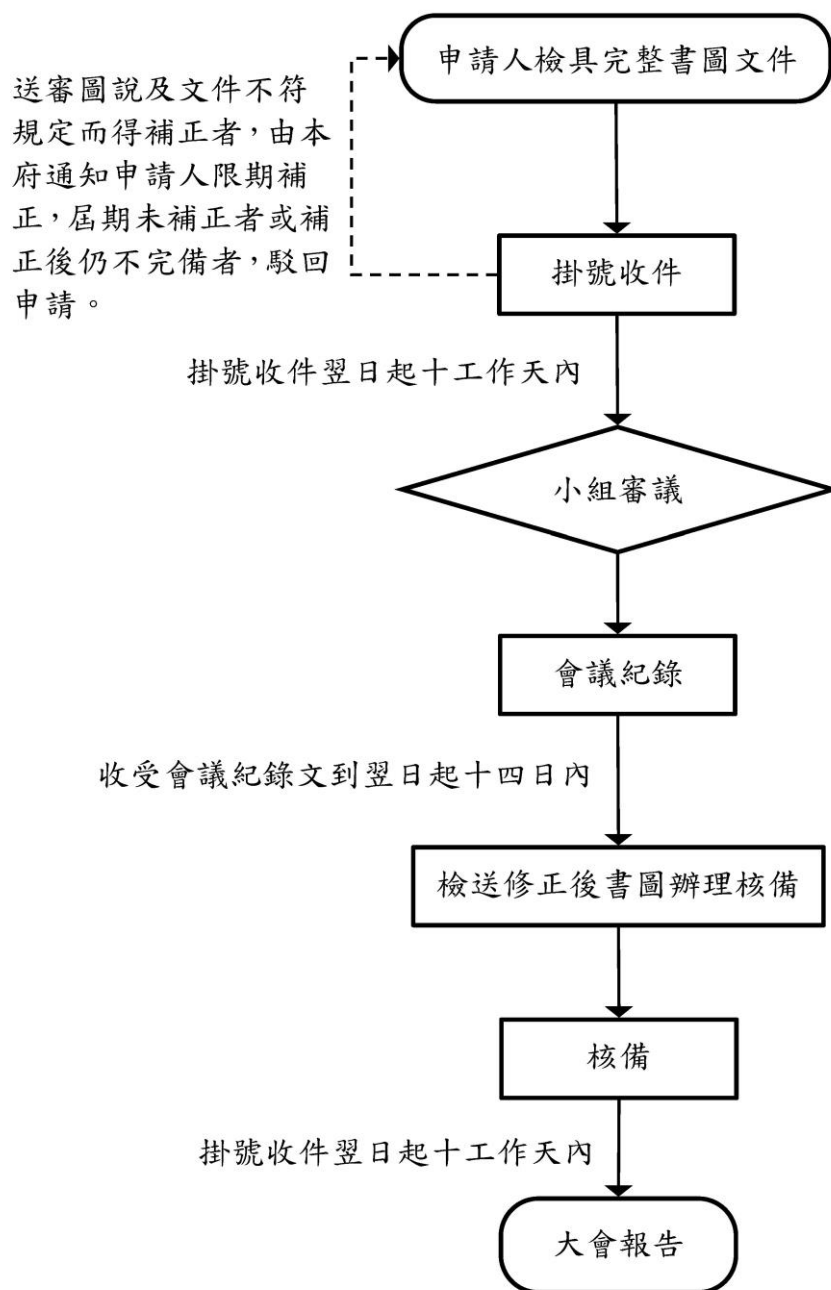 申請人檢具完整書圖文件
送審圖說及文件不符
規定而得補正者，由本
府通知申請人限期補
正，屆期未補正者或補
正後仍不完備者，駁回
申請。
掛號收件
掛號收件翌日起十工作天內
小組審議
會議紀錄
收受會議紀錄文到翌日起十四日內
檢送修正後書圖辦理核備
核備
掛號收件翌日起十工作天內
大會報告